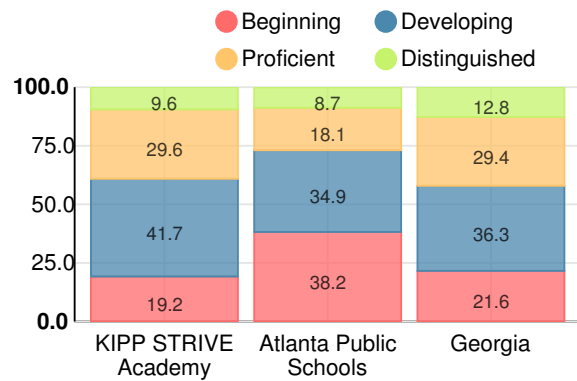 Beginning
Developing
Proficient
Distinguished
100.0
75.0
50.0
25.0
0.0
9.6
8.7
12.8
29.6
18.1
29.4
41.7
34.9
36.3
19.2
38.2
21.6
KIPP STRIVE
Academy
Atlanta Public
Schools
Georgia